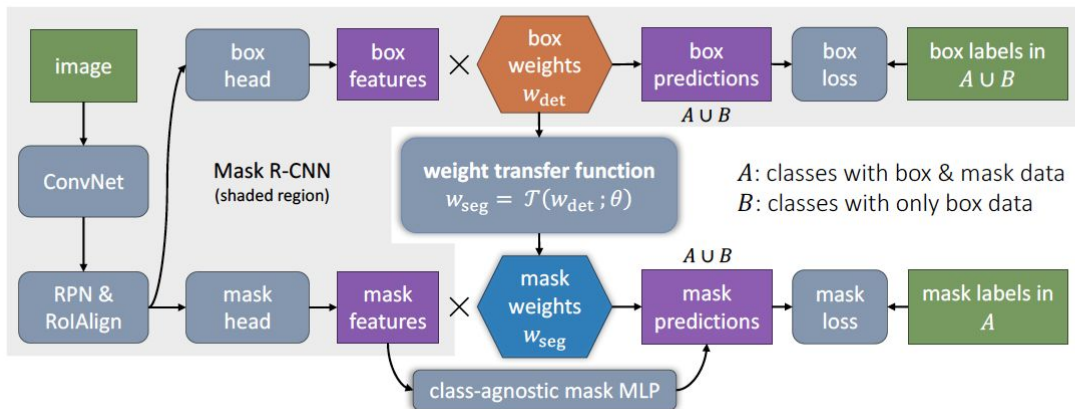 image
box
head
box
features
×
box
weights
w_det
box
predictions
A ∪ B
box
loss
box labels in
A ∪ B
ConvNet
Mask R-CNN
(shaded region)
weight transfer function
w_seg = 𝒯(w_det ; θ)
A: classes with box & mask data
B: classes with only box data
RPN &
RoIAlign
mask
head
mask
features
×
mask
weights
w_seg
A ∪ B
mask
predictions
mask
loss
mask labels in
A
class-agnostic mask MLP